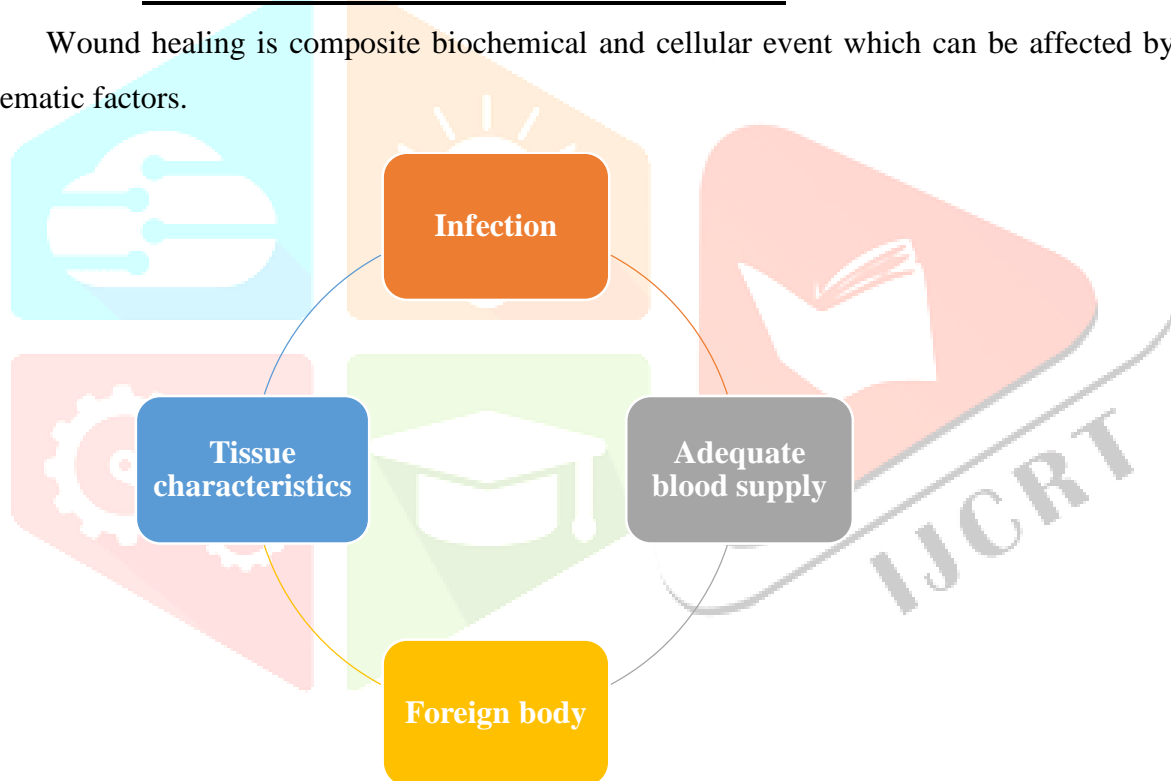 Wound healing is composite biochemical and cellular event which can be affected by
ematic factors.
Infection
Tissue
characteristics
Adequate
blood supply
IJCRT
Foreign body